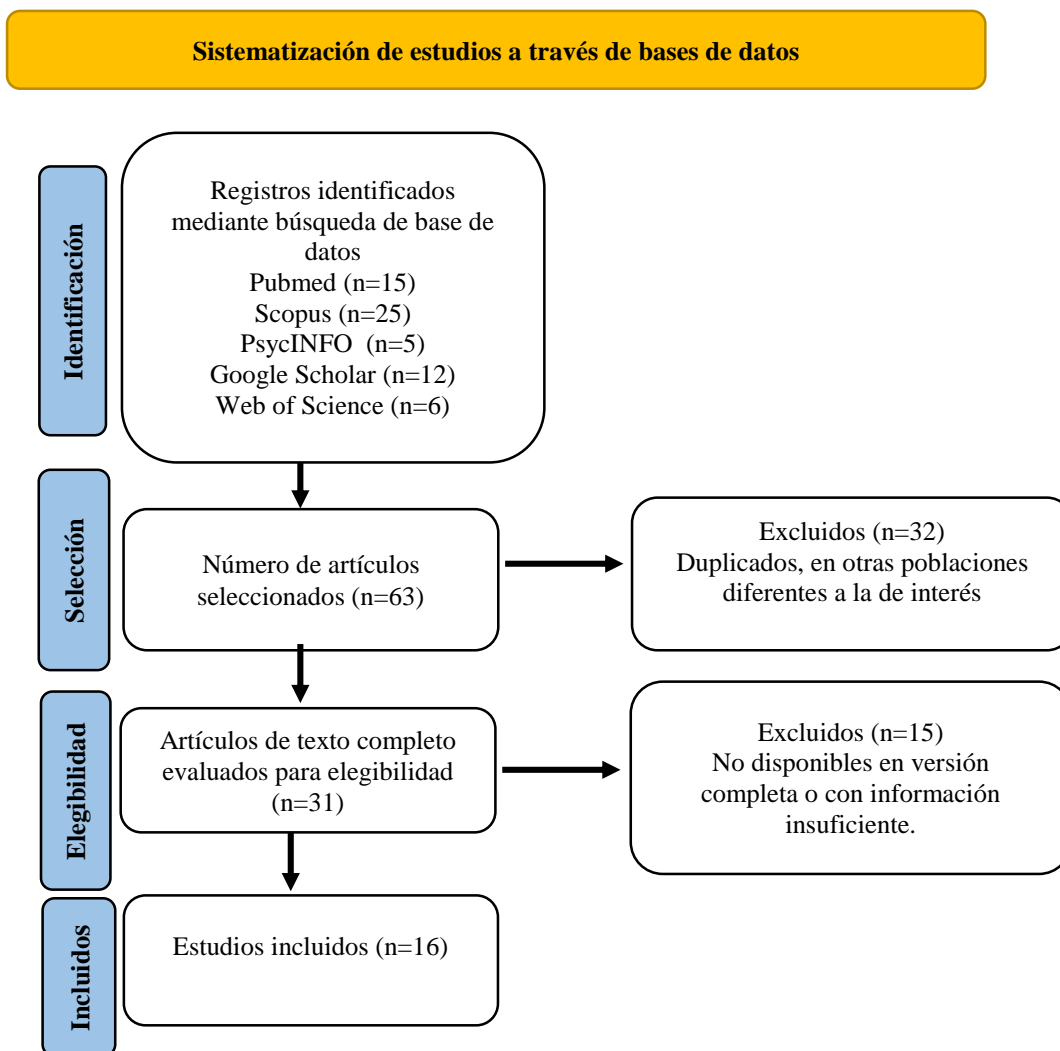 Sistematización de estudios a través de bases de datos
Identificación
Registros identificados
mediante búsqueda de base de
datos
Pubmed (n=15)
Scopus (n=25)
PsycINFO (n=5)
Google Scholar (n=12)
Web of Science (n=6)
Selección
Número de artículos
seleccionados (n=63)
Excluidos (n=32)
Duplicados, en otras poblaciones
diferentes a la de interés
Elegibilidad
Artículos de texto completo
evaluados para elegibilidad
(n=31)
Excluidos (n=15)
No disponibles en versión
completa o con información
insuficiente.
Incluidos
Estudios incluidos (n=16)